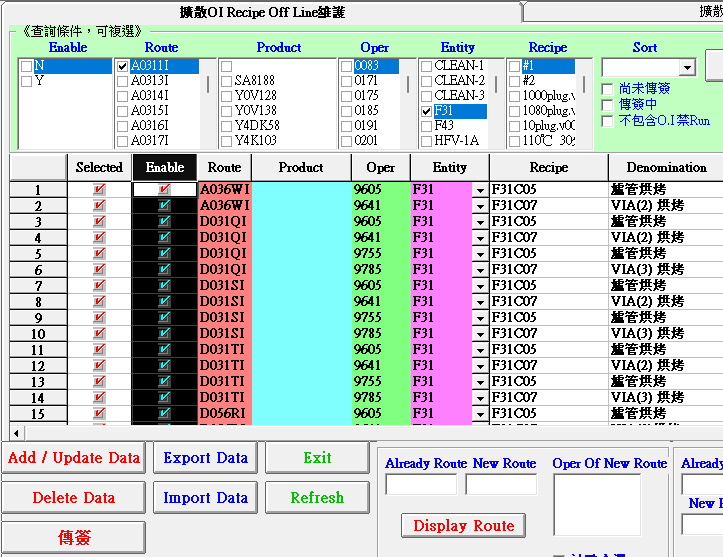 擴散OI Recipe Off Line維護
擴散
《查詢條件，可複選》
Enable Route Product Oper Entity Recipe Sort
N A0311I 0083 CLEAN-1 #1
Y A0313I SA8188 0171 CLEAN-2 #2
A0314I Y0V128 0175 CLEAN-3 1000plug.v
A0315I Y0V138 0185 F31 1080plug.v
A0316I Y4DK58 0191 F43 10plug.v00
A0317I Y4K103 0201 HFV-1A 110℃ 30分
尚未傳簽
傳簽中
不包含O.I禁Run
Selected Enable Route Product Oper Entity Recipe Denomination
1 A036WI 9605 F31 F31C05 爐管烘烤
2 A036WI 9641 F31 F31C07 VIA(2) 烘烤
3 D031QI 9605 F31 F31C05 爐管烘烤
4 D031QI 9641 F31 F31C07 VIA(2) 烘烤
5 D031QI 9755 F31 F31C05 爐管烘烤
6 D031QI 9785 F31 F31C07 VIA(3) 烘烤
7 D031SI 9605 F31 F31C05 爐管烘烤
8 D031SI 9641 F31 F31C07 VIA(2) 烘烤
9 D031SI 9755 F31 F31C05 爐管烘烤
10 D031SI 9785 F31 F31C07 VIA(3) 烘烤
11 D031TI 9605 F31 F31C05 爐管烘烤
12 D031TI 9641 F31 F31C07 VIA(2) 烘烤
13 D031TI 9755 F31 F31C05 爐管烘烤
14 D031TI 9785 F31 F31C07 VIA(3) 烘烤
15 D056RI 9605 F31 F31C05 爐管烘烤
Add / Update Data Export Data Exit
Already Route New Route Oper Of New Route Already
Delete Data Import Data Refresh
New R
Display Route
傳簽